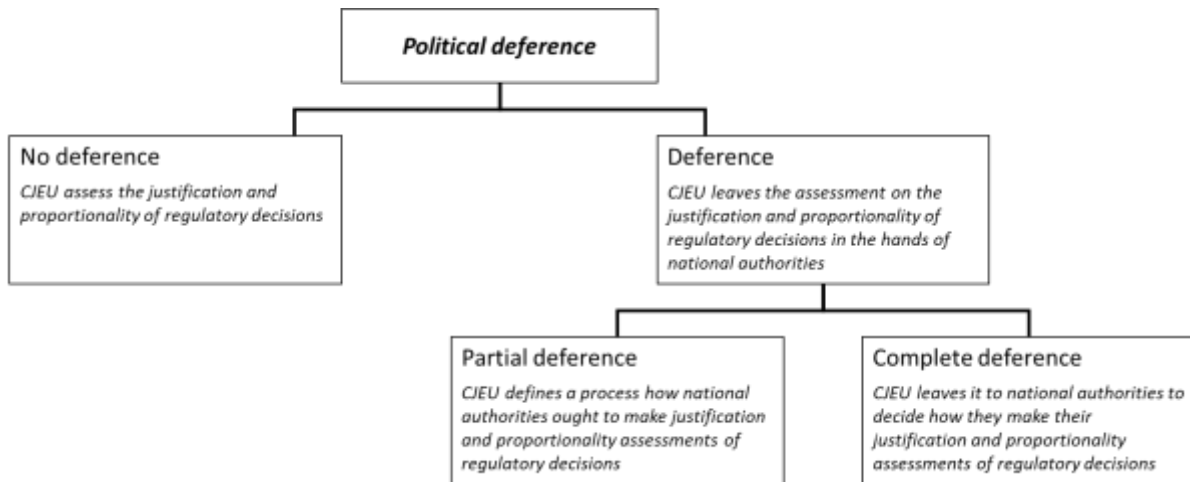 Political deference
No deference
CJEU assess the justification and
proportionality of regulatory decisions
Deference
CJEU leaves the assessment on the
justification and proportionality of
regulatory decisions in the hands of
national authorities
Partial deference
CJEU defines a process how national
authorities ought to make justification
and proportionality assessments of
regulatory decisions
Complete deference
CJEU leaves it to national authorities to
decide how they make their
justification and proportionality
assessments of regulatory decisions